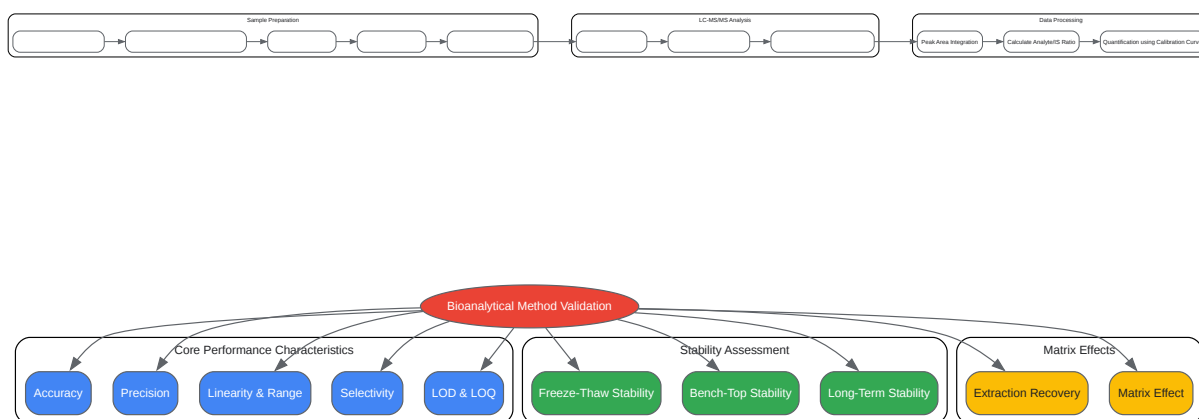 Sample Preparation
LC-MS/MS Analysis
Data Processing
Peak Area Integration
Calculate Analyte/IS Ratio
Quantification using Calibration Curv
Bioanalytical Method Validation
Core Performance Characteristics
Stability Assessment
Matrix Effects
Accuracy
Precision
Linearity & Range
Selectivity
LOD & LOQ
Freeze-Thaw Stability
Bench-Top Stability
Long-Term Stability
Extraction Recovery
Matrix Effect